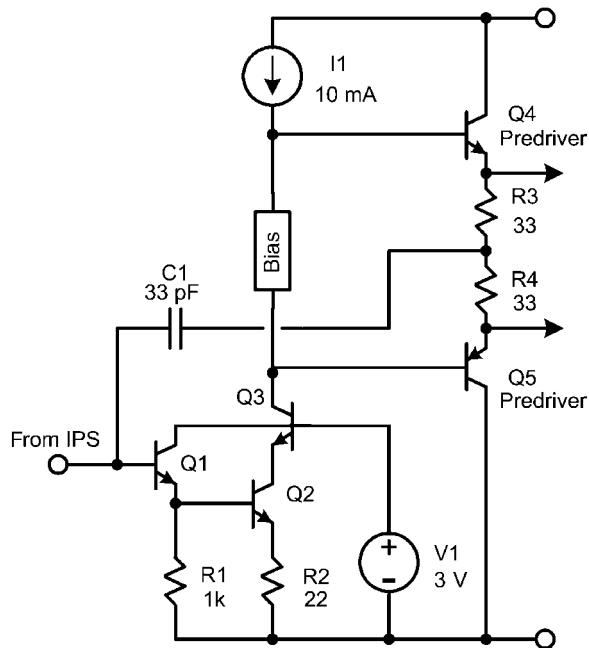 I1
10 mA
Q4
Predriver
R3
33
Bias
C1
33 pF
R4
33
Q5
Predriver
Q3
From IPS
Q1
Q2
+
-
V1
3 V
R1
1k
R2
22